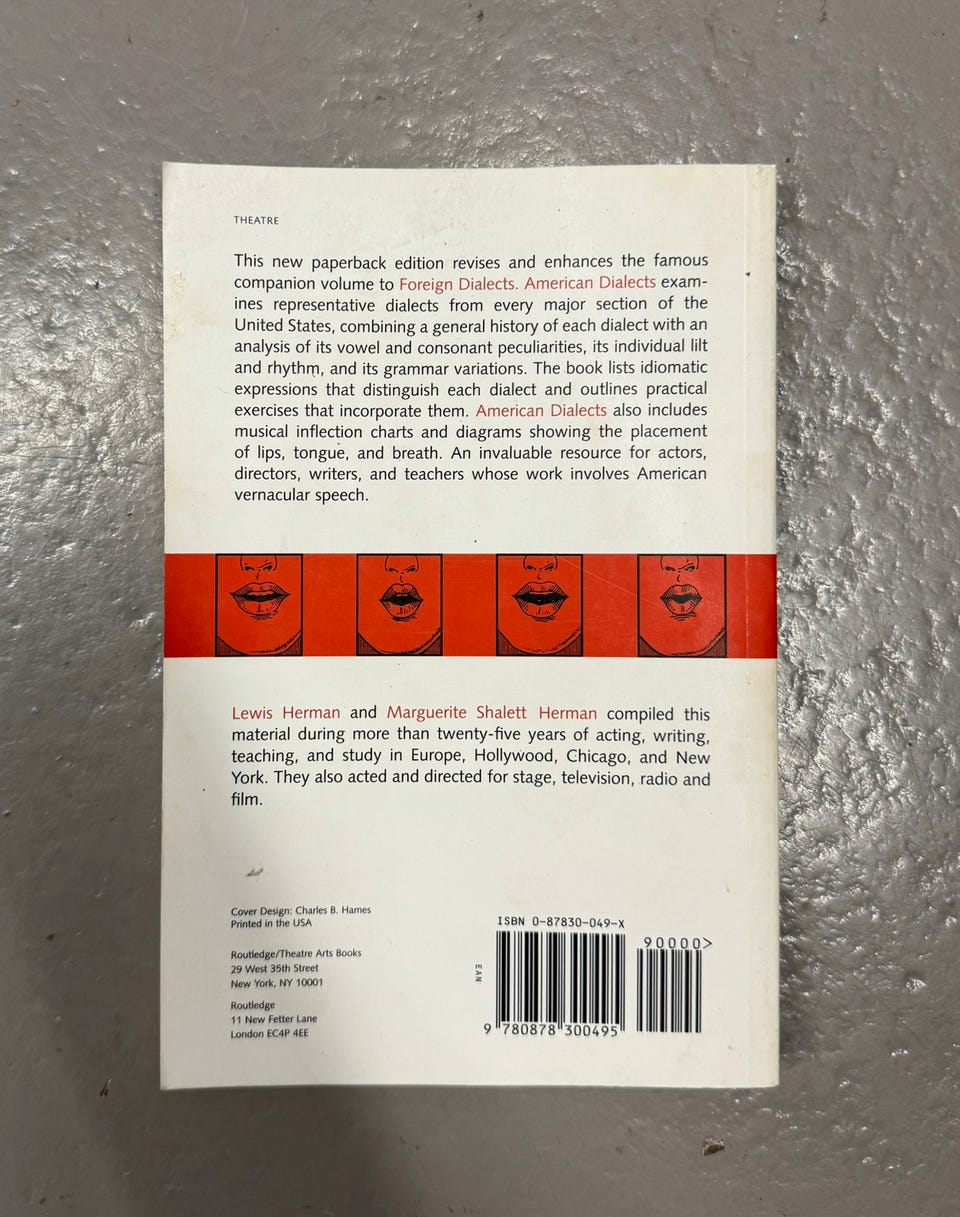 THEATRE
This new paperback edition revises and enhances the famous
companion volume to Foreign Dialects. American Dialects exam-
ines representative dialects from every major section of the
United States, combining a general history of each dialect with an
analysis of its vowel and consonant peculiarities, its individual lilt
and rhythm, and its grammar variations. The book lists idiomatic
expressions that distinguish each dialect and outlines practical
exercises that incorporate them. American Dialects also includes
musical inflection charts and diagrams showing the placement
of lips, tongue, and breath. An invaluable resource for actors,
directors, writers, and teachers whose work involves American
vernacular speech.
Lewis Herman and Marguerite Shalett Herman compiled this
material during more than twenty-five years of acting, writing,
teaching, and study in Europe, Hollywood, Chicago, and New
York. They also acted and directed for stage, television, radio and
film.
Cover Design: Charles B. Hames
Printed in the USA
Routledge/Theatre Arts Books
29 West 35th Street
New York, NY 10001
Routledge
11 New Fetter Lane
London EC4P 4EE
ISBN 0-87830-049-X
90000>
EAN
9 780878 300495